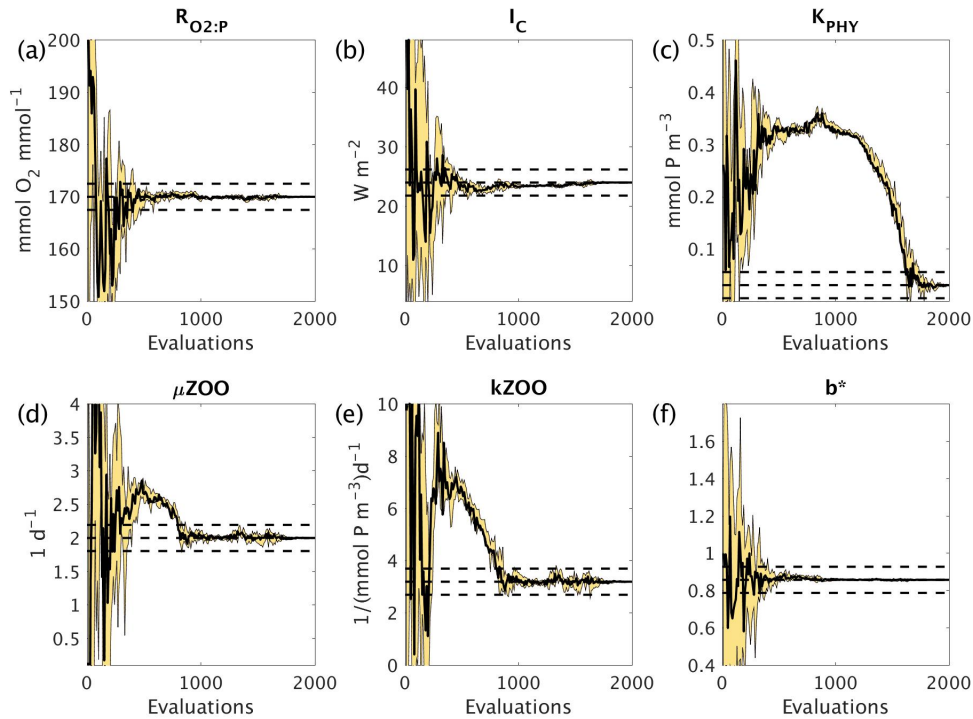 R_O2:P
(a)
mmol O₂ mmol⁻¹
200
190
180
170
160
150
0
1000
2000
Evaluations
I_C
(b)
W m⁻²
40
30
20
10
0
1000
2000
Evaluations
K_PHY
(c)
mmol P m⁻³
0.5
0.4
0.3
0.2
0.1
0
1000
2000
Evaluations
μZOO
(d)
1 d⁻¹
4
3.5
3
2.5
2
1.5
1
0.5
0
1000
2000
Evaluations
kZOO
(e)
1/(mmol P m⁻³)d⁻¹
10
8
6
4
2
0
0
1000
2000
Evaluations
b*
(f)
1.6
1.4
1.2
1
0.8
0.6
0.4
0
1000
2000
Evaluations